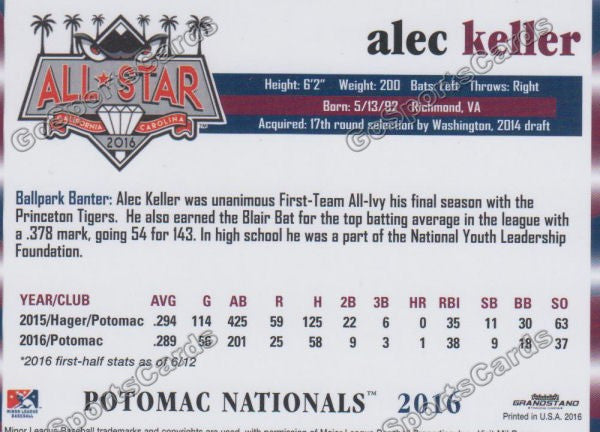 alec keller
ALL★STAR
CALIFORNIA CAROLINA
2016
Height: 6'2" Weight: 200 Bats: Left Throws: Right
Born: 5/13/92 Richmond, VA
Acquired: 17th round selection by Washington, 2014 draft
Ballpark Banter: Alec Keller was unanimous First-Team All-Ivy his final season with the
Princeton Tigers. He also earned the Blair Bat for the top batting average in the league with
a .378 mark, going 54 for 143. In high school he was a part of the National Youth Leadership
Foundation.
YEAR/CLUB AVG G AB R H 2B 3B HR RBI SB BB SO
2015/Hager/Potomac .294 114 425 59 125 22 6 0 35 11 30 63
2016/Potomac .289 56 201 25 58 9 3 1 38 9 18 37
*2016 first-half stats as of 6/12
POTOMAC NATIONALS™ 2016
MINOR LEAGUE
BASEBALL
GRANDSTAND
Printed in U.S.A. 2016
GoSportsCards